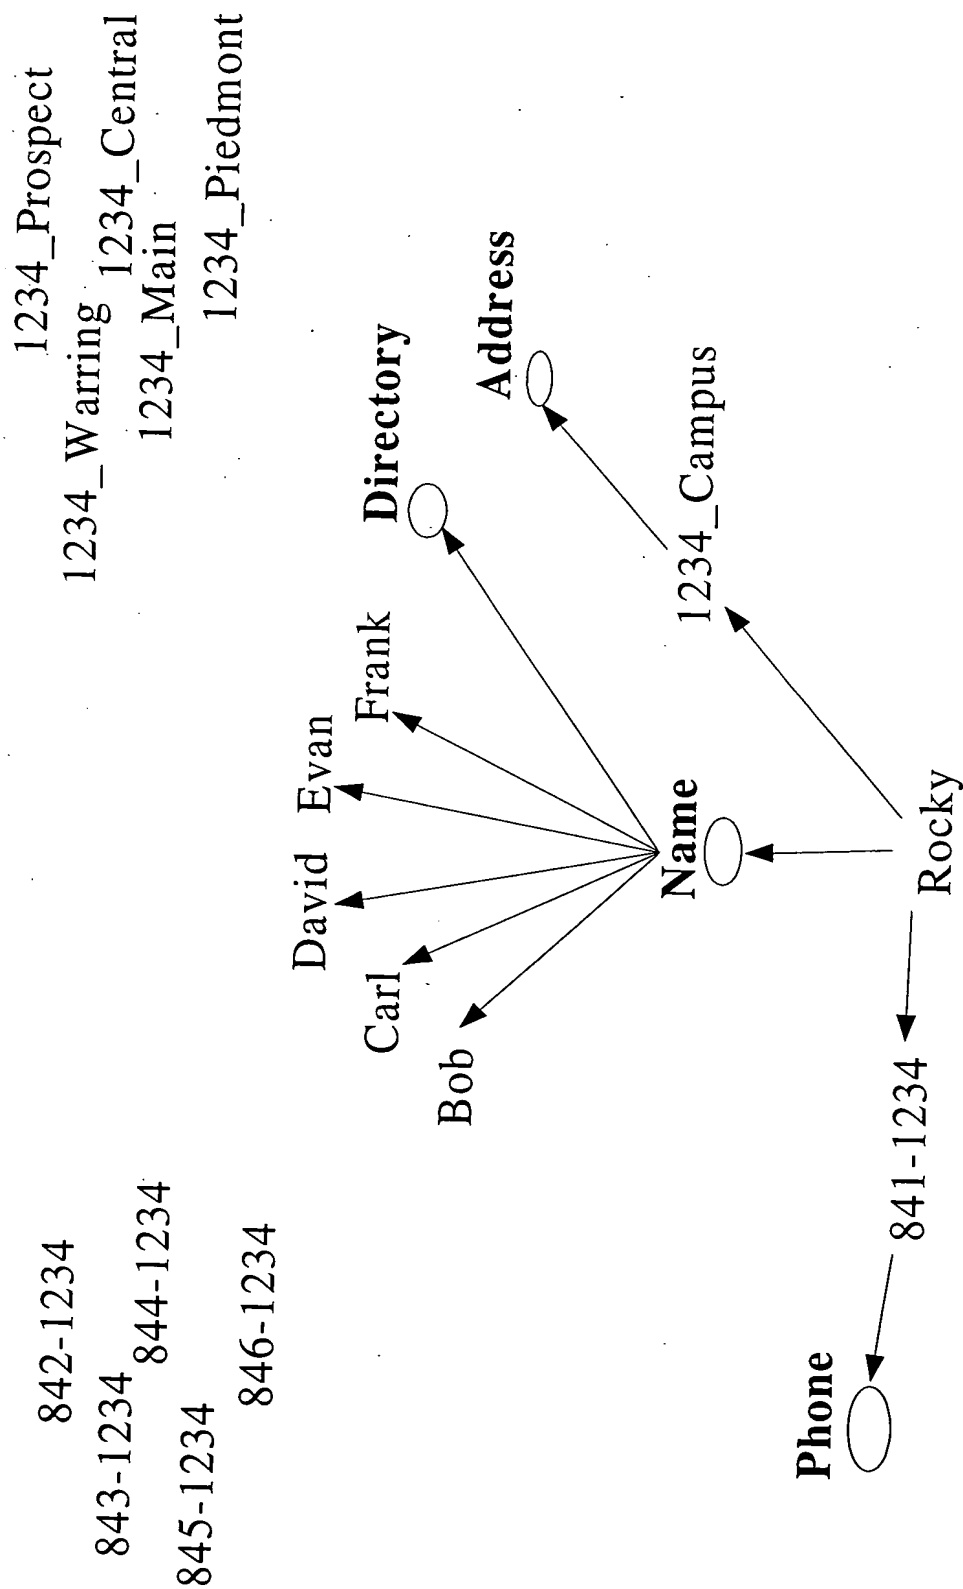 842-1234
843-1234
844-1234
845-1234
846-1234
1234_Prospect
1234_Warring
1234_Central
1234_Main
1234_Piedmont
David
Evan
Carl
Frank
Bob
Directory
Address
Name
1234_Campus
Phone
841-1234
Rocky